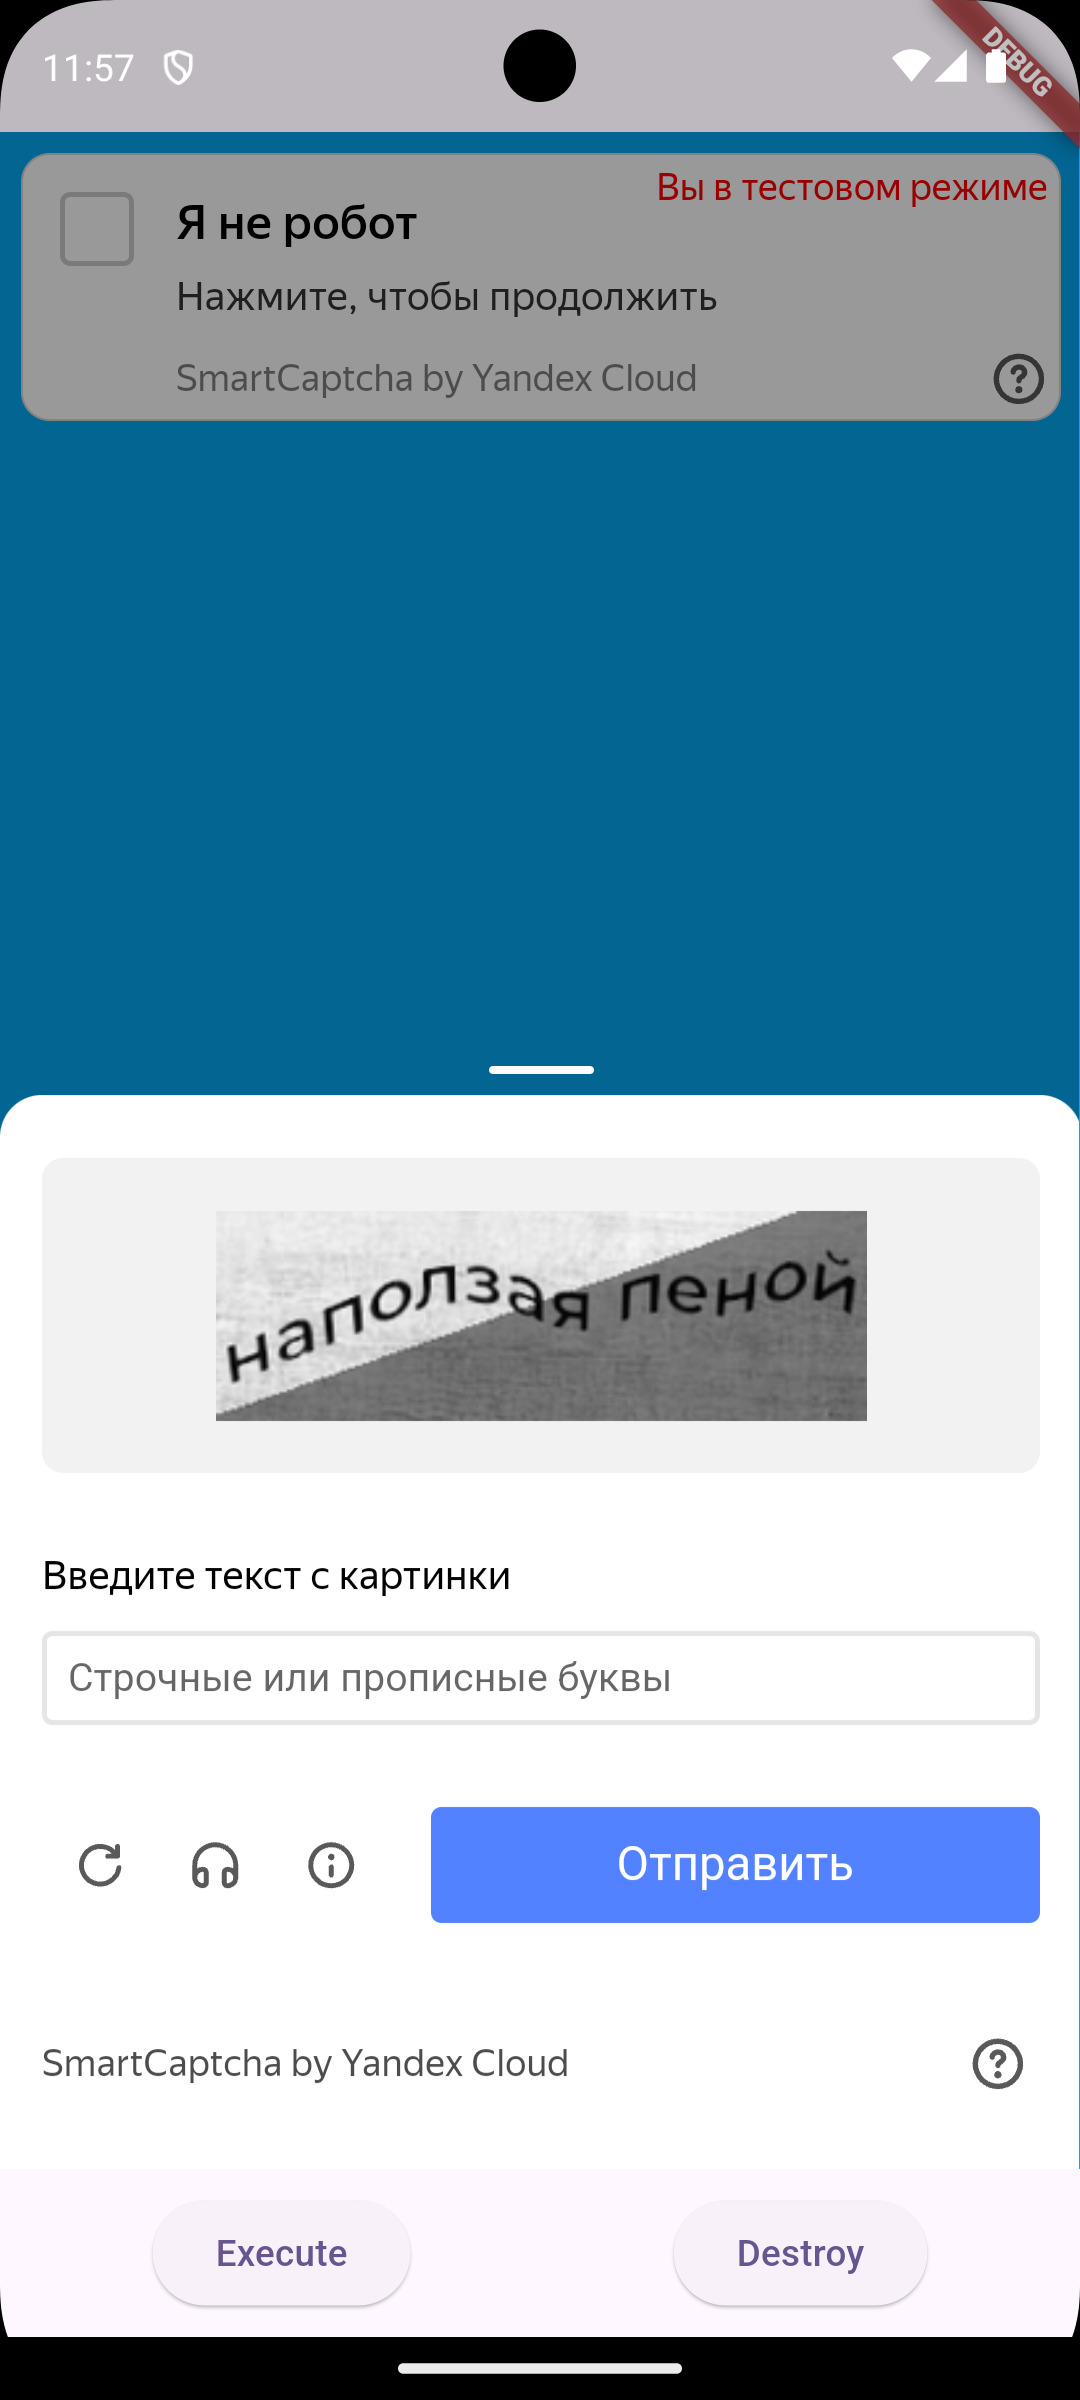 11:57
DEBUG
Вы в тестовом режиме
Я не робот
Нажмите, чтобы продолжить
SmartCaptcha by Yandex Cloud
наползая пеной
Введите текст с картинки
Строчные или прописные буквы
Отправить
SmartCaptcha by Yandex Cloud
Execute Destroy